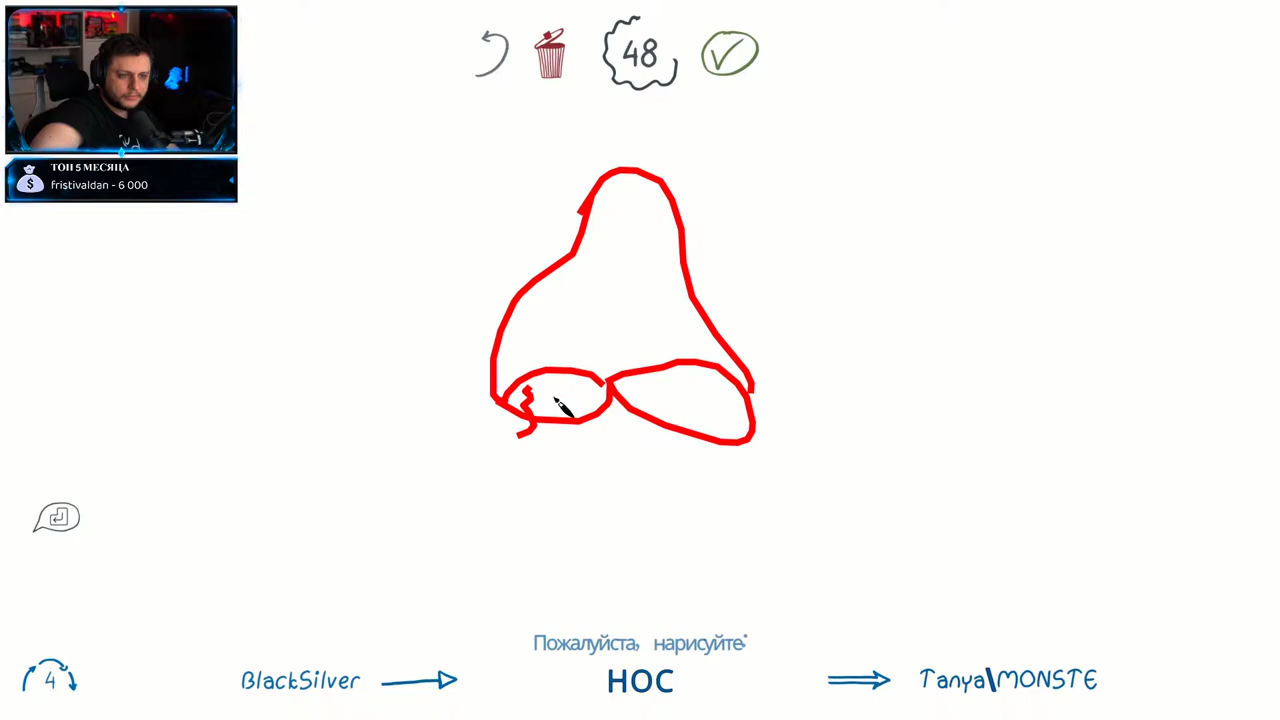 48
ТОП 5 МЕСЯЦА
fristivaldan - 6 000
Пожалуйста, нарисуйте:
4
BlackSilver
НОС
Tanya\MONSTE